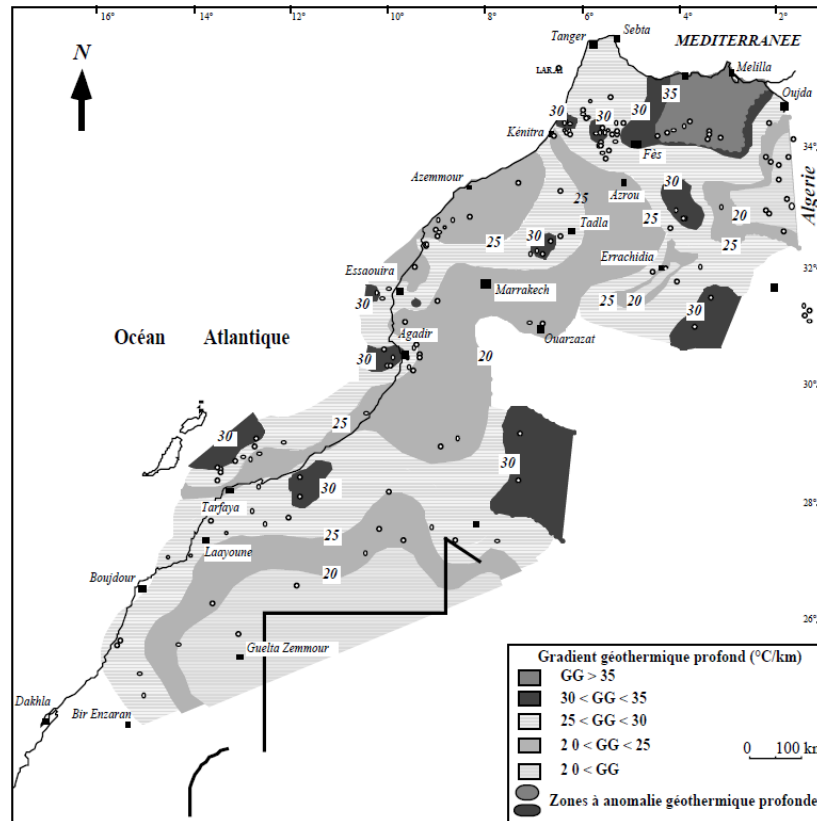 16° 14° 12° 10° 8° 6° 4° 2°
Sebta
Tanger
MEDITERRANEE
N
LARA
Melilla
35
Oujda
30 30 30
Kénitra
34°
Fès
Azemmour
30
25
Azrou
Algerie
20
Tadla
25
25
30
25
Errachidia
Essaouira
32°
Marrakech
30
30
25 20
Océan Atlantique
Agadir
Ouarzazat
30
20
30°
25
30
30
30
28°
Tarfaya
25
Laayoune
20
Boujdour
26°
Guelta Zemmour
Gradient géothermique profond (°C/km)
GG > 35
Dakhla
30 < GG < 35
Bir Enzaran
25 < GG < 30
2 0 < GG < 25
0 100 km
2 0 < GG
Zones à anomalie géothermique profonde